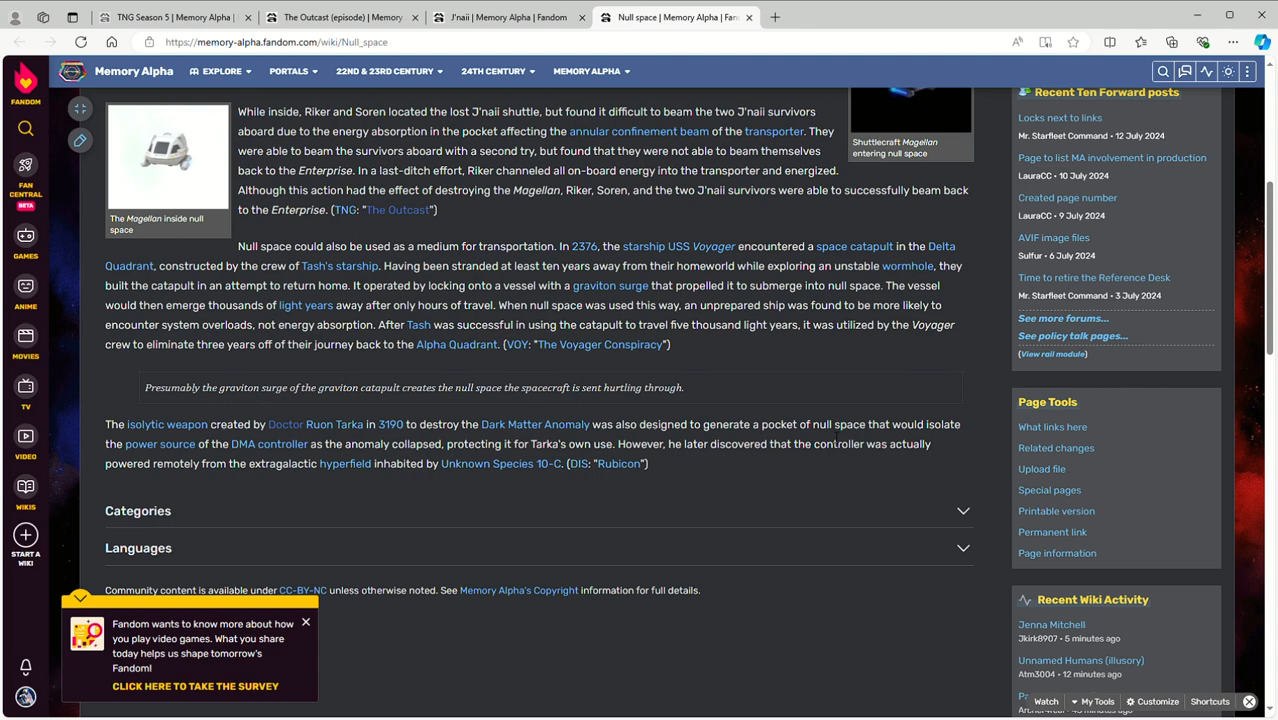 TNG Season 5 | Memory Alpha | Fan
The Outcast (episode) | Memory
J'naii | Memory Alpha | Fandom
Null space | Memory Alpha | Fan
https://memory-alpha.fandom.com/wiki/Null_space
FANDOM
Memory Alpha
EXPLORE
PORTALS
22ND & 23RD CENTURY
24TH CENTURY
MEMORY ALPHA
FAN CENTRAL
BETA
GAMES
ANIME
MOVIES
TV
VIDEO
WIKIS
START A WIKI
The Magellan inside null
space
Shuttlecraft Magellan
entering null space
While inside, Riker and Soren located the lost J'naii shuttle, but found it difficult to beam the two J'naii survivors
aboard due to the energy absorption in the pocket affecting the annular confinement beam of the transporter. They
were able to beam the survivors aboard with a second try, but found that they were not able to beam themselves
back to the Enterprise. In a last-ditch effort, Riker channeled all on-board energy into the transporter and energized.
Although this action had the effect of destroying the Magellan, Riker, Soren, and the two J'naii survivors were able to successfully beam back
to the Enterprise. (TNG: "The Outcast")
Null space could also be used as a medium for transportation. In 2376, the starship USS Voyager encountered a space catapult in the Delta
Quadrant, constructed by the crew of Tash's starship. Having been stranded at least ten years away from their homeworld while exploring an unstable wormhole, they
built the catapult in an attempt to return home. It operated by locking onto a vessel with a graviton surge that propelled it to submerge into null space. The vessel
would then emerge thousands of light years away after only hours of travel. When null space was used this way, an unprepared ship was found to be more likely to
encounter system overloads, not energy absorption. After Tash was successful in using the catapult to travel five thousand light years, it was utilized by the Voyager
crew to eliminate three years off of their journey back to the Alpha Quadrant. (VOY: "The Voyager Conspiracy")
Presumably the graviton surge of the graviton catapult creates the null space the spacecraft is sent hurtling through.
The isolytic weapon created by Doctor Ruon Tarka in 3190 to destroy the Dark Matter Anomaly was also designed to generate a pocket of null space that would isolate
the power source of the DMA controller as the anomaly collapsed, protecting it for Tarka's own use. However, he later discovered that the controller was actually
powered remotely from the extragalactic hyperfield inhabited by Unknown Species 10-C. (DIS: "Rubicon")
Categories
Languages
Community content is available under CC-BY-NC unless otherwise noted. See Memory Alpha's Copyright information for full details.
Fandom wants to know more about how
you play video games. What you share
today helps us shape tomorrow's
Fandom!
CLICK HERE TO TAKE THE SURVEY
Recent Ten Forward posts
Locks next to links
Mr. Starfleet Command • 12 July 2024
Page to list MA involvement in production
LauraCC • 10 July 2024
Created page number
LauraCC • 9 July 2024
AVIF image files
Sulfur • 6 July 2024
Time to retire the Reference Desk
Mr. Starfleet Command • 3 July 2024
See more forums...
See policy talk pages...
(View rail module)
Page Tools
What links here
Related changes
Upload file
Special pages
Printable version
Permanent link
Page information
Recent Wiki Activity
Jenna Mitchell
Jkirk8907 • 5 minutes ago
Unnamed Humans (illusory)
Atm3004 • 12 minutes ago
Watch
My Tools
Customize
Shortcuts